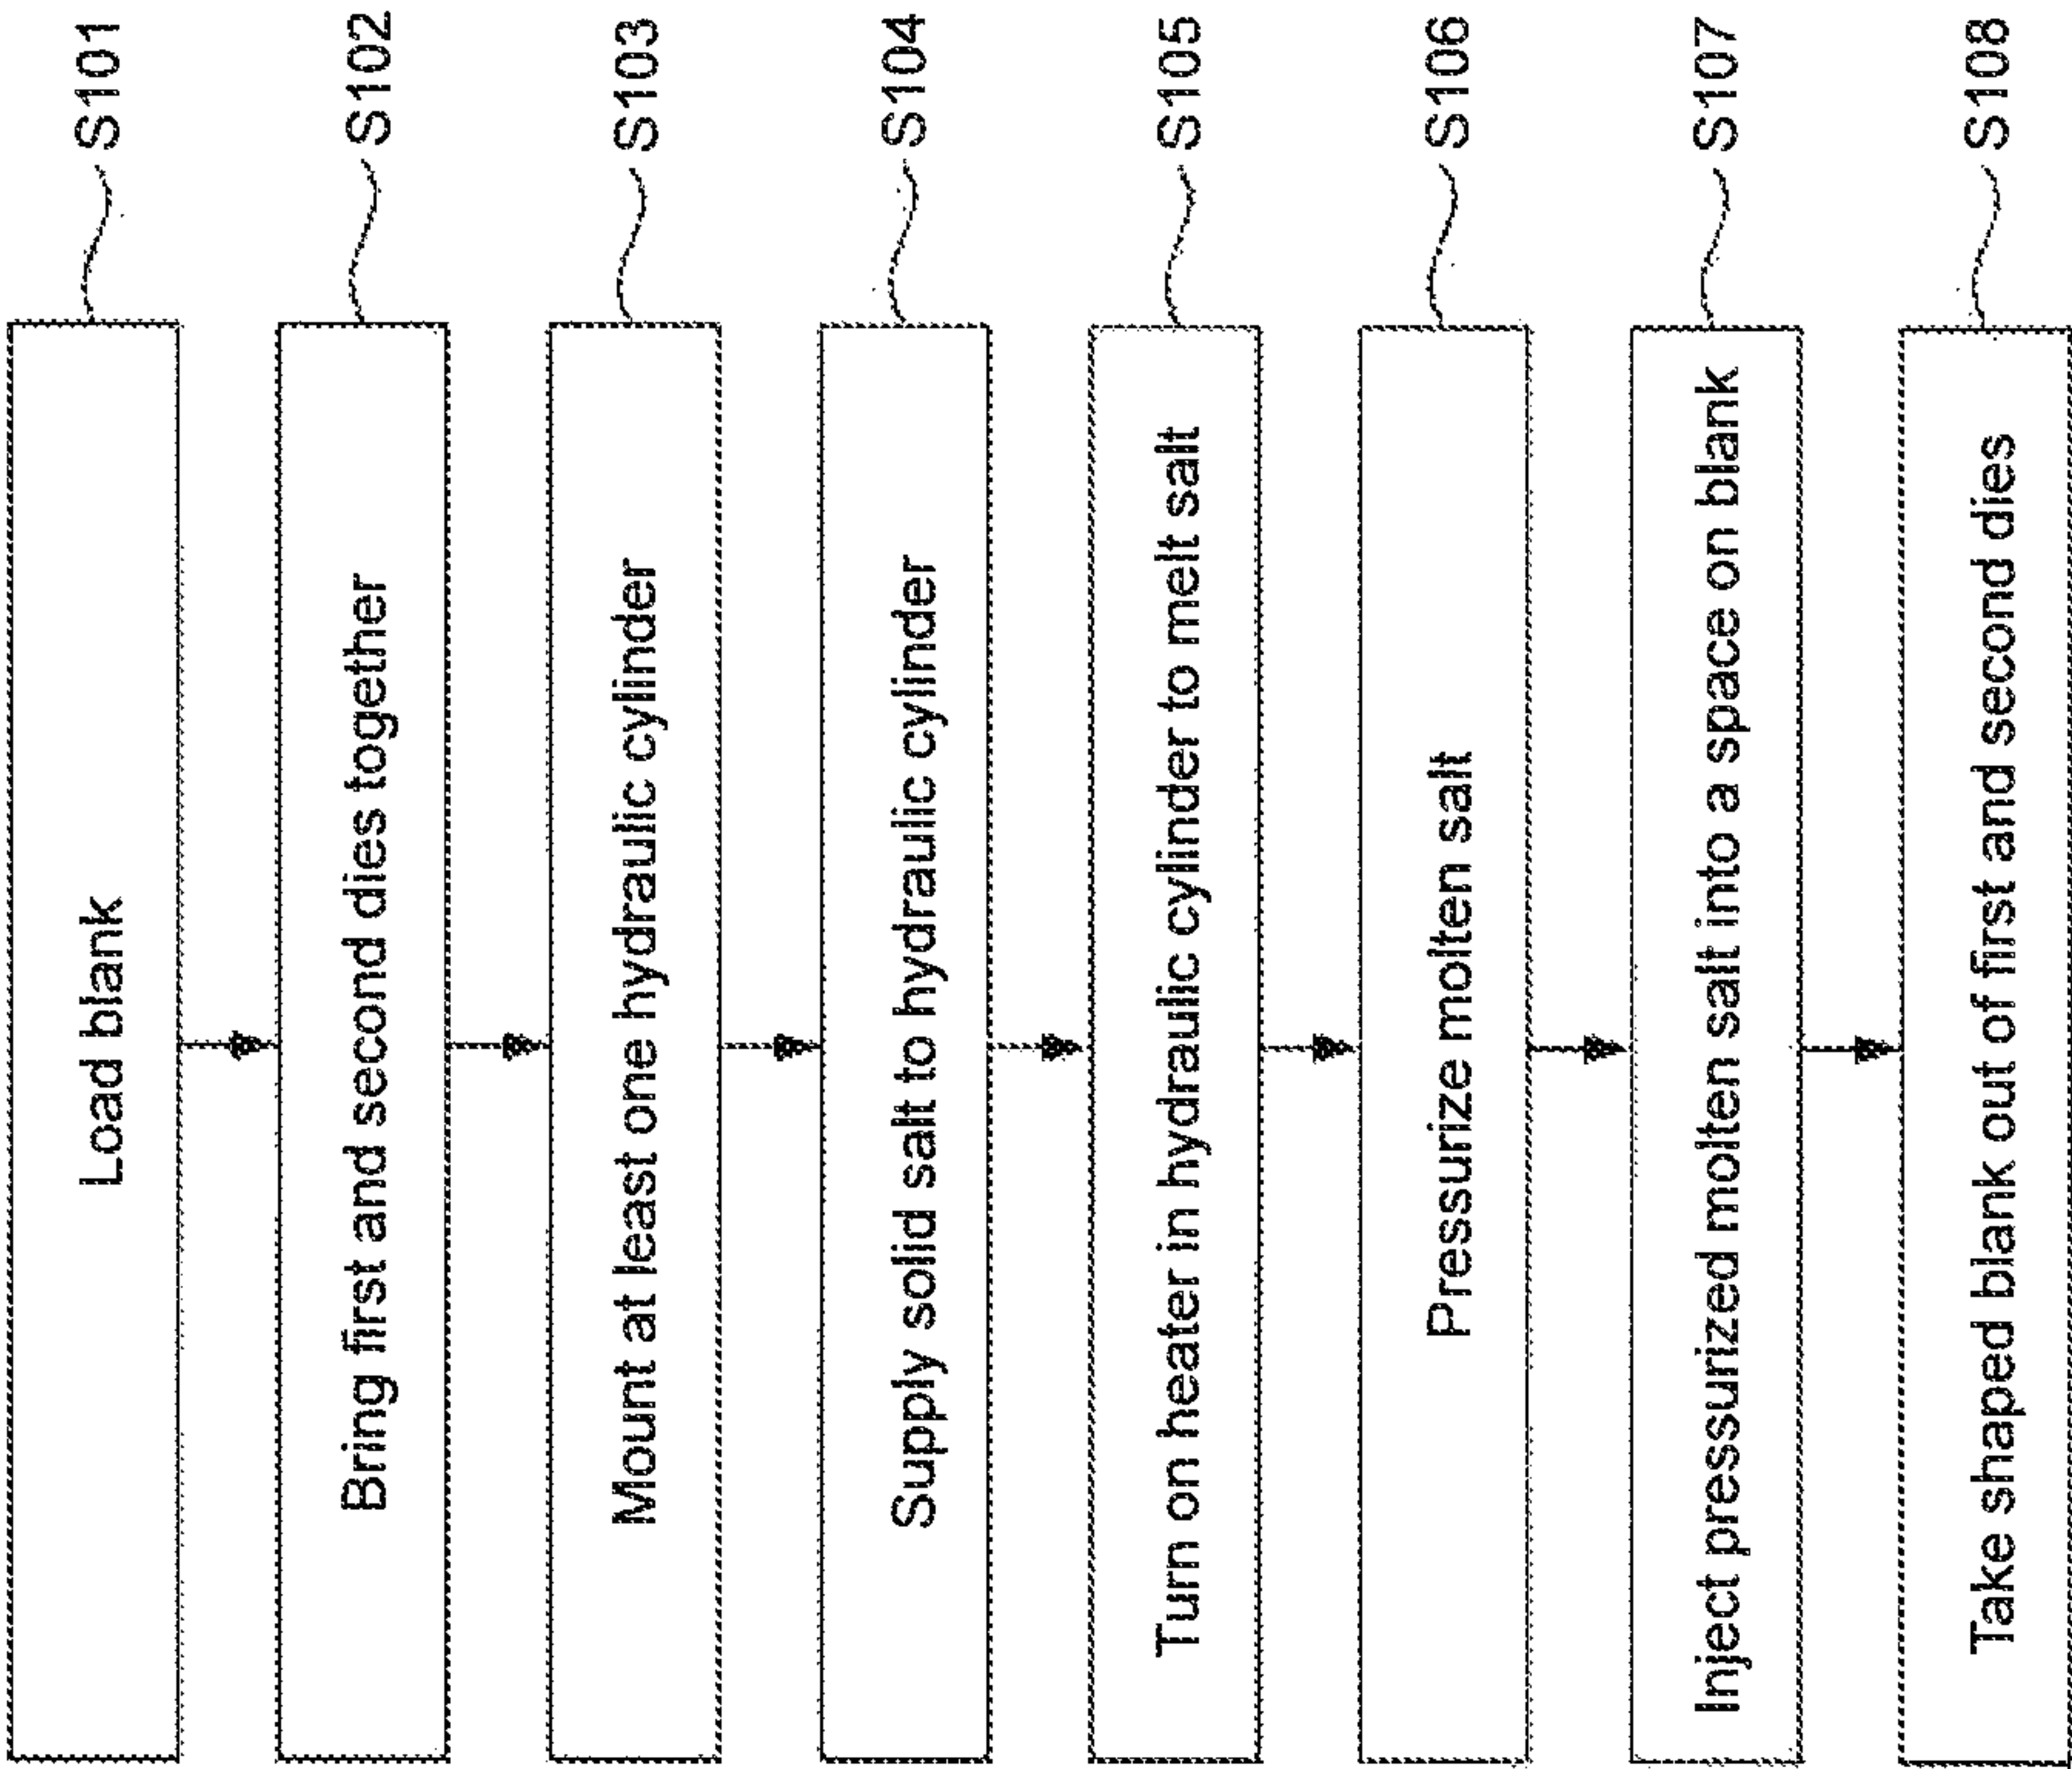 Load blank
S101
Bring first and second dies together
S102
Mount at least one hydraulic cylinder
S103
Supply solid salt to hydraulic cylinder
S104
Turn on heater in hydraulic cylinder to melt salt
S105
Pressurize molten salt
S106
Inject pressurized molten salt into a space on blank
S107
Take shaped blank out of first and second dies
S108